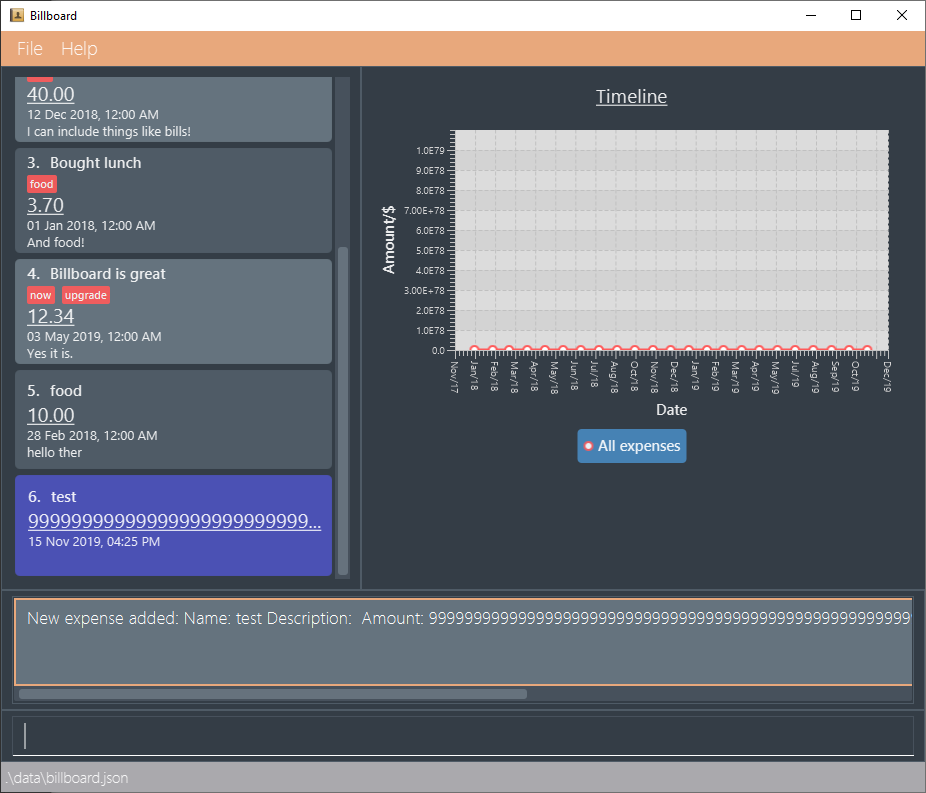 Billboard
File Help
40.00
12 Dec 2018, 12:00 AM
I can include things like bills!
3. Bought lunch
food
3.70
01 Jan 2018, 12:00 AM
And food!
4. Billboard is great
now upgrade
12.34
03 May 2019, 12:00 AM
Yes it is.
5. food
10.00
28 Feb 2018, 12:00 AM
hello ther
6. test
9999999999999999999999999999...
15 Nov 2019, 04:25 PM
Timeline
Amount/$
1.0E79
9.0E78
8.0E78
7.00E+78
6.0E78
5.0E78
4.0E78
3.00E+78
2.0E78
1.0E78
0.0
Nov/17 Jan/18 Feb/18 Mar/18 Apr/18 May/18 Jun/18 Jul/18 Aug/18 Oct/18 Nov/18 Dec/18 Jan/19 Feb/19 Mar/19 Apr/19 May/19 Jul/19 Aug/19 Sep/19 Oct/19 Dec/19
Date
All expenses
New expense added: Name: test Description: Amount: 9999999999999999999999999999999999999999999999999999999
.\data\billboard.json